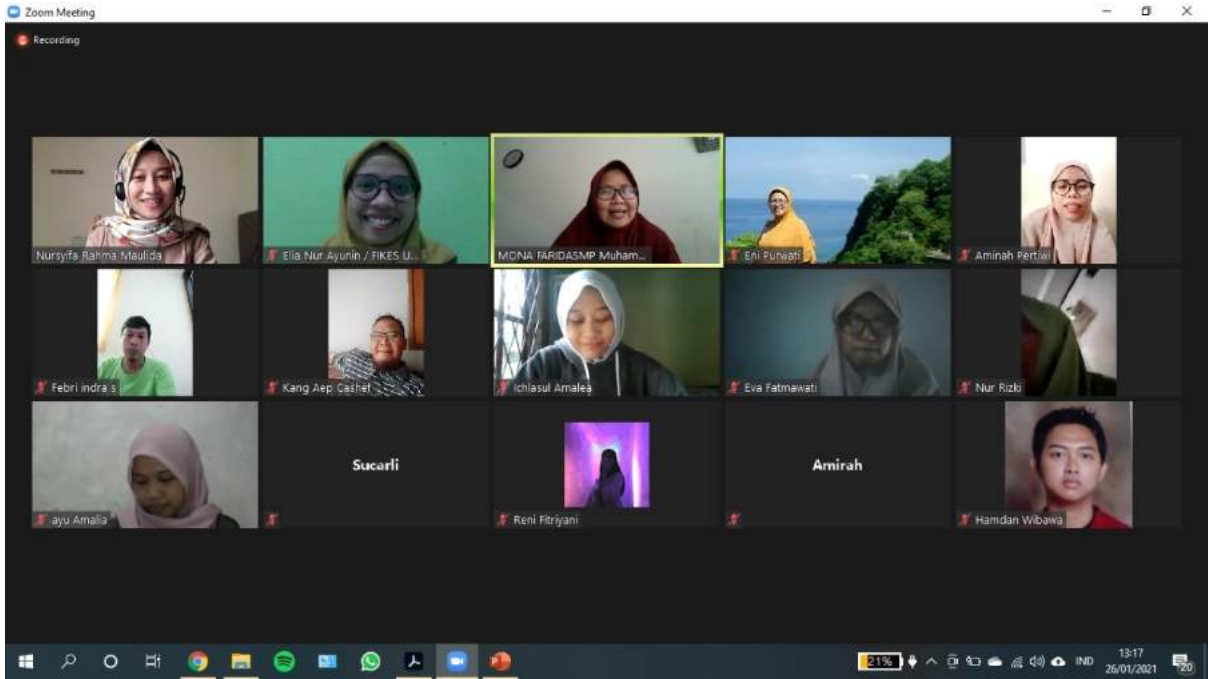 Zoom Meeting
Recording
Nursyifa Rahma Maulida
Elia Nur Ayunin / FIKES U...
MONA FARIDASMP Muham...
Eni Purwati
Aminah Pertiwi
Febri indra s
Kang Aep Cashef
Ichlasul Amalea
Eva Fatmawati
Nur Rizki
ayu Amalia
Sucarli
Reni Fitriyani
Amirah
Hamdan Wibawa
21%
IND
13:17
26/01/2021
20